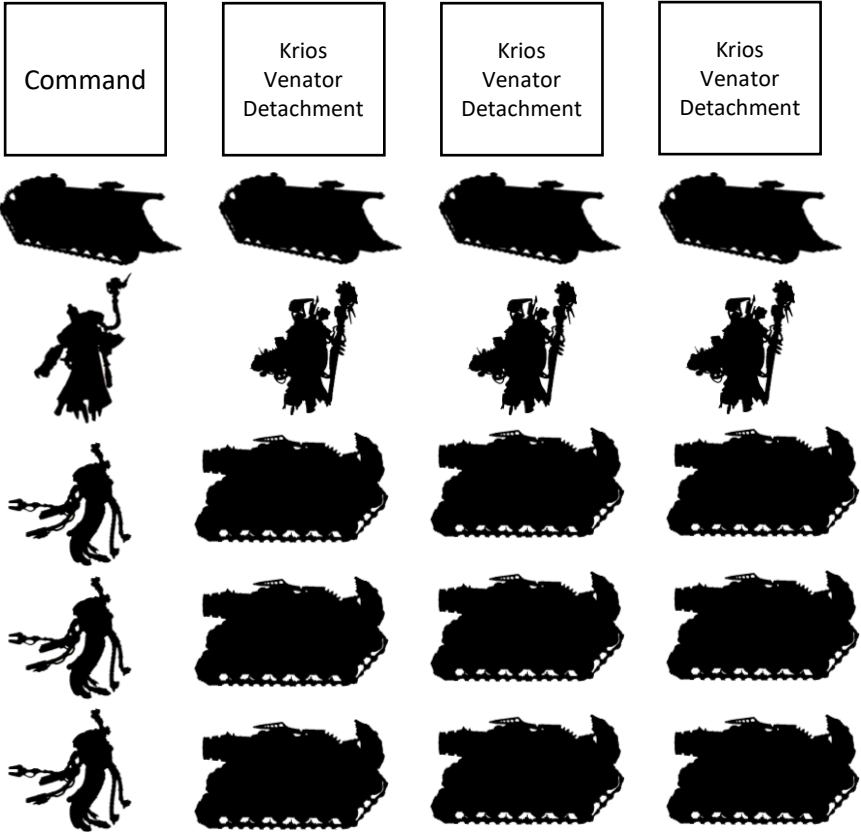 Command
Krios
Venator
Detachment
Krios
Venator
Detachment
Krios
Venator
Detachment